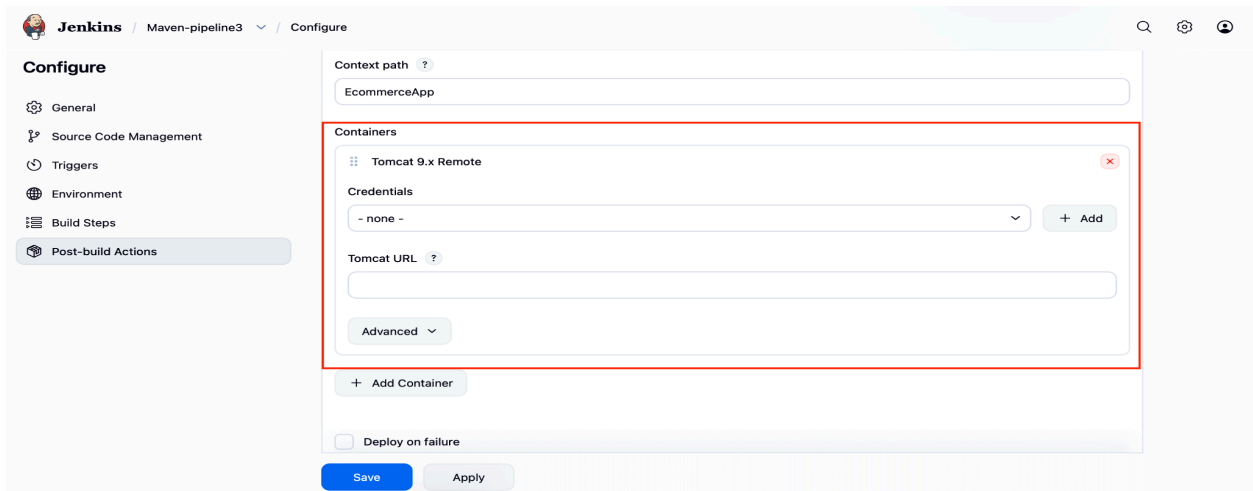 Jenkins / Maven-pipeline3 / Configure
Configure
General
Source Code Management
Triggers
Environment
Build Steps
Post-build Actions
Context path ?
EcommerceApp
Containers
Tomcat 9.x Remote
Credentials
- none -
+ Add
Tomcat URL ?
Advanced
+ Add Container
Deploy on failure
Save
Apply